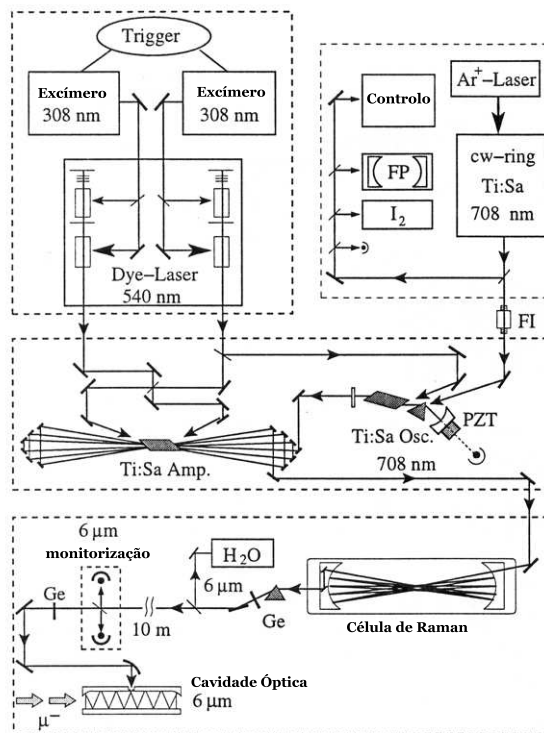 Trigger
Excímero
308 nm
Excímero
308 nm
Dye–Laser
540 nm
Controlo
FP
I₂
Ar⁺–Laser
cw–ring
Ti:Sa
708 nm
FI
PZT
Ti:Sa Osc.
708 nm
Ti:Sa Amp.
6 μm
monitorização
Ge
10 m
H₂O
6 μm
Ge
Célula de Raman
Cavidade Óptica
6 μm
μ⁻